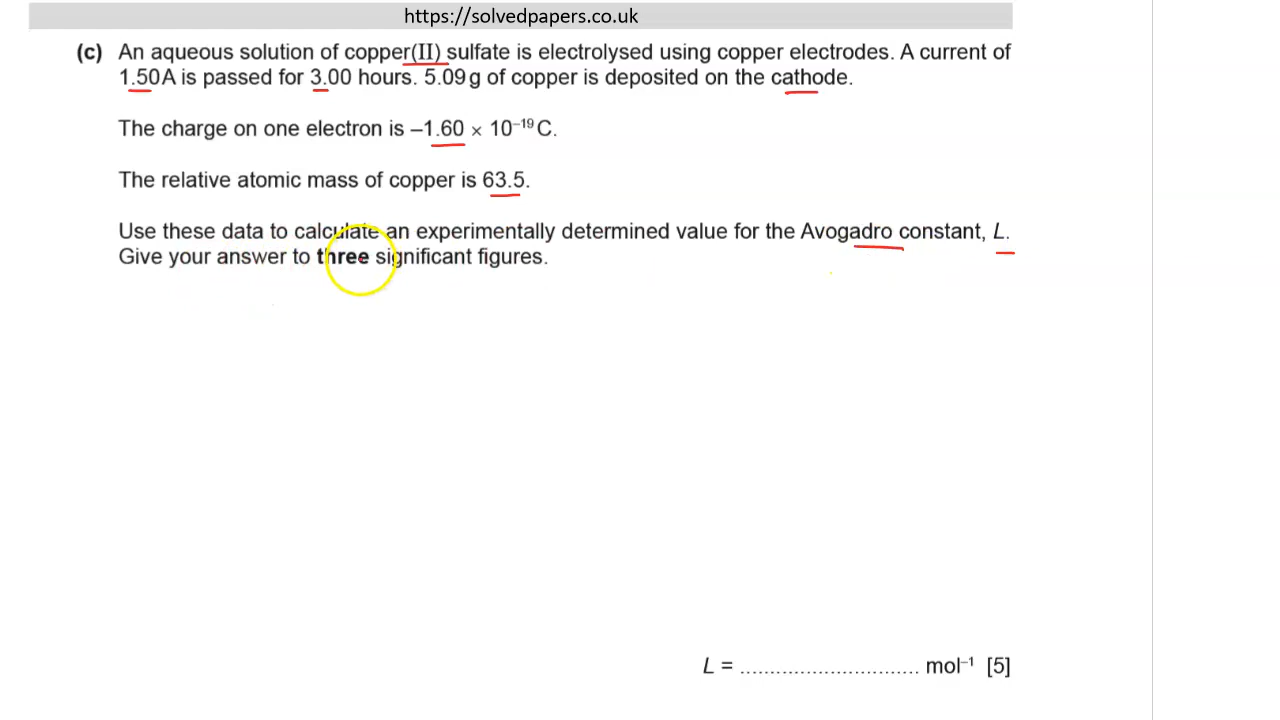 https://solvedpapers.co.uk
(c) An aqueous solution of copper(II) sulfate is electrolysed using copper electrodes. A current of
1.50A is passed for 3.00 hours. 5.09g of copper is deposited on the cathode.
The charge on one electron is –1.60 × 10⁻¹⁹C.
The relative atomic mass of copper is 63.5.
Use these data to calculate an experimentally determined value for the Avogadro constant, L.
Give your answer to three significant figures.
L = .............................. mol⁻¹ [5]